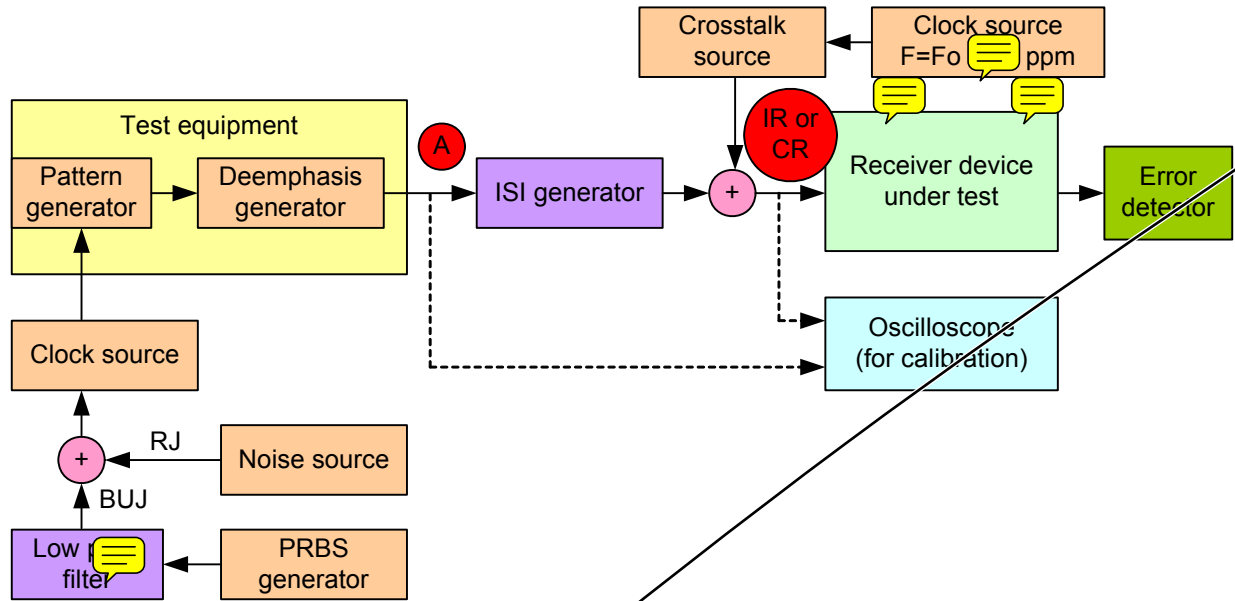 Crosstalk
source
Clock source
F=Fo ppm
Test equipment
A
IR or
CR
Pattern
generator
Deemphasis
generator
ISI generator
+
Receiver device
under test
Error
detector
Clock source
Oscilloscope
(for calibration)
RJ
+
Noise source
BUJ
Low
filter
PRBS
generator